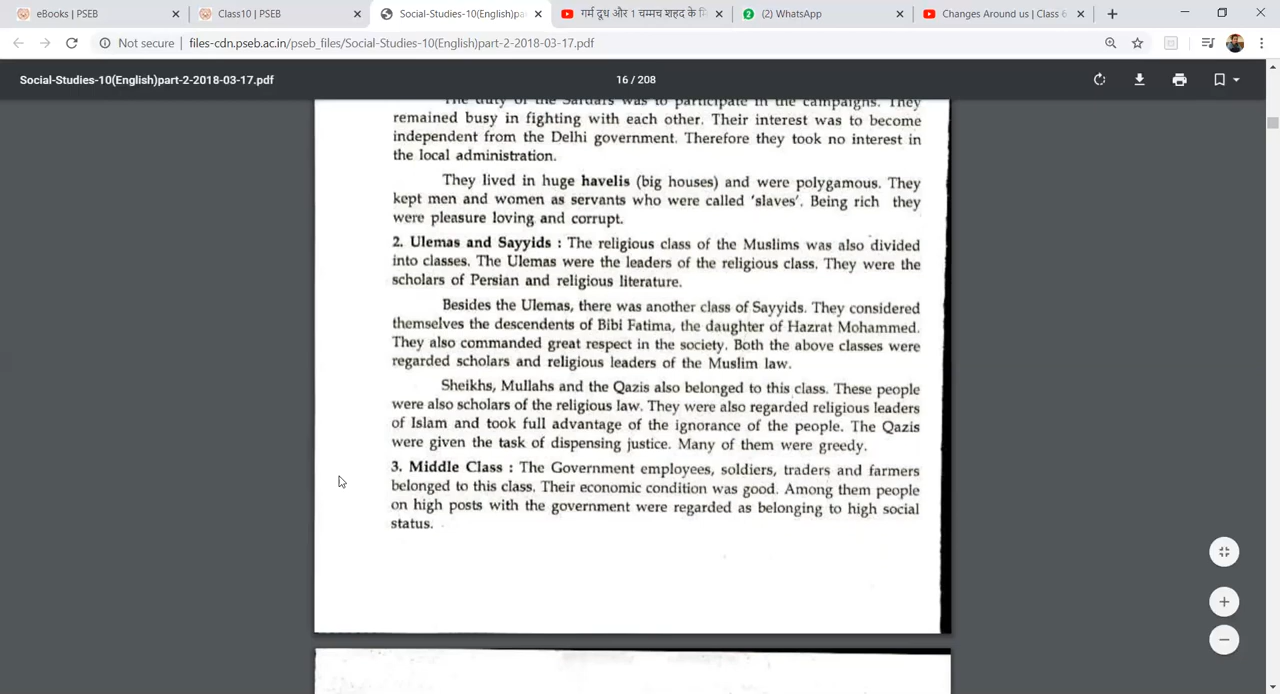 eBooks | PSEB
Class10 | PSEB
Social-Studies-10(English)pa
गर्म दूध और 1 चम्मच शहद के
(2) WhatsApp
Changes Around us | Class 6
Not secure | files-cdn.pseb.ac.in/pseb_files/Social-Studies-10(English)part-2-2018-03-17.pdf
Social-Studies-10(English)part-2-2018-03-17.pdf
16 / 208
The duty of the Sardars was to participate in the campaigns. They
remained busy in fighting with each other. Their interest was to become
independent from the Delhi government. Therefore they took no interest in
the local administration.
They lived in huge havelis (big houses) and were polygamous. They
kept men and women as servants who were called 'slaves'. Being rich they
were pleasure loving and corrupt.
2. Ulemas and Sayyids : The religious class of the Muslims was also divided
into classes. The Ulemas were the leaders of the religious class. They were the
scholars of Persian and religious literature.
Besides the Ulemas, there was another class of Sayyids. They considered
themselves the descendents of Bibi Fatima, the daughter of Hazrat Mohammed.
They also commanded great respect in the society. Both the above classes were
regarded scholars and religious leaders of the Muslim law.
Sheikhs, Mullahs and the Qazis also belonged to this class. These people
were also scholars of the religious law. They were also regarded religious leaders
of Islam and took full advantage of the ignorance of the people. The Qazis
were given the task of dispensing justice. Many of them were greedy.
3. Middle Class : The Government employees, soldiers, traders and farmers
belonged to this class. Their economic condition was good. Among them people
on high posts with the government were regarded as belonging to high social
status.